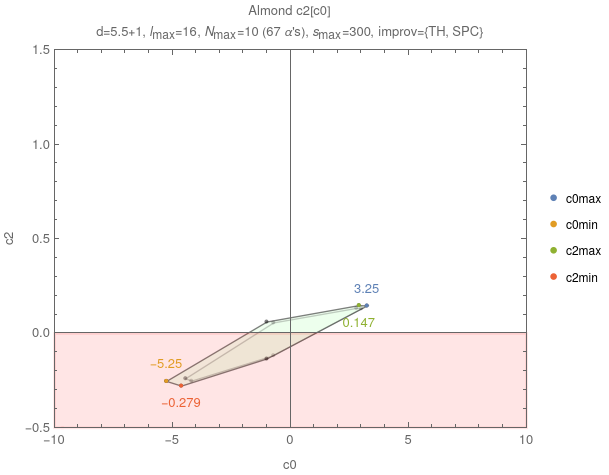 Almond c2[c0]
d=5.5+1, lmax=16, Nmax=10 (67 α's), smax=300, improv={TH, SPC}
1.5
1.0
0.5
0.0
−0.5
c2
3.25
0.147
−5.25
−0.279
−10
−5
0
5
10
c0
c0max
c0min
c2max
c2min